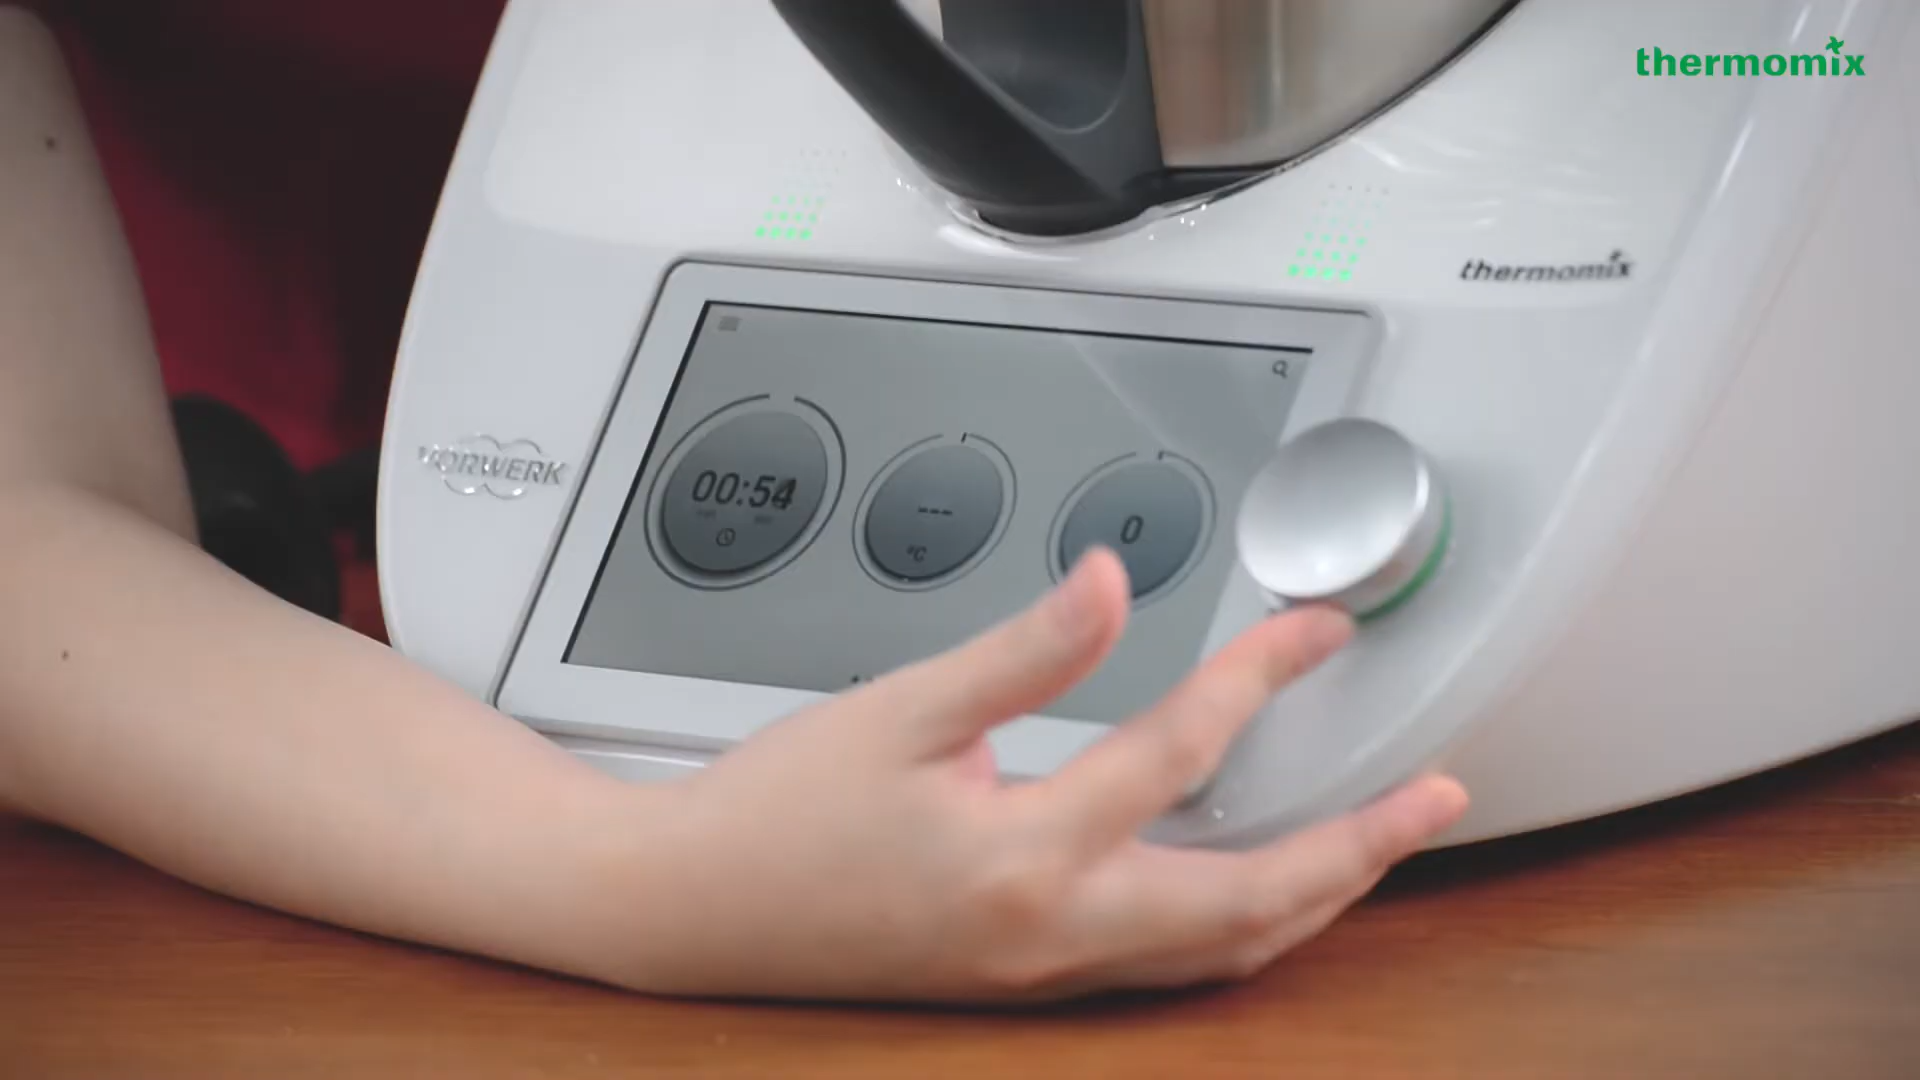 thermomix
thermomix
VORWERK
00:54
---
°C
0